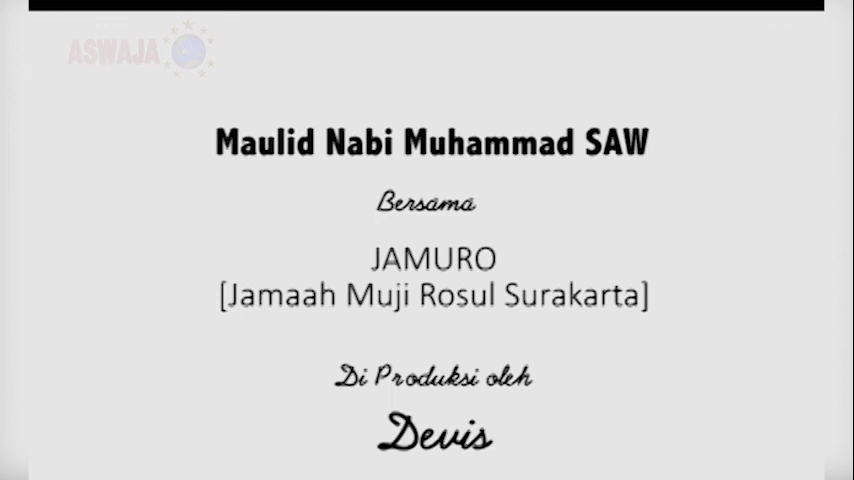 ASWAJA
Maulid Nabi Muhammad SAW
Bersama
JAMURO
[Jamaah Muji Rosul Surakarta]
Di Produksi oleh
Devis